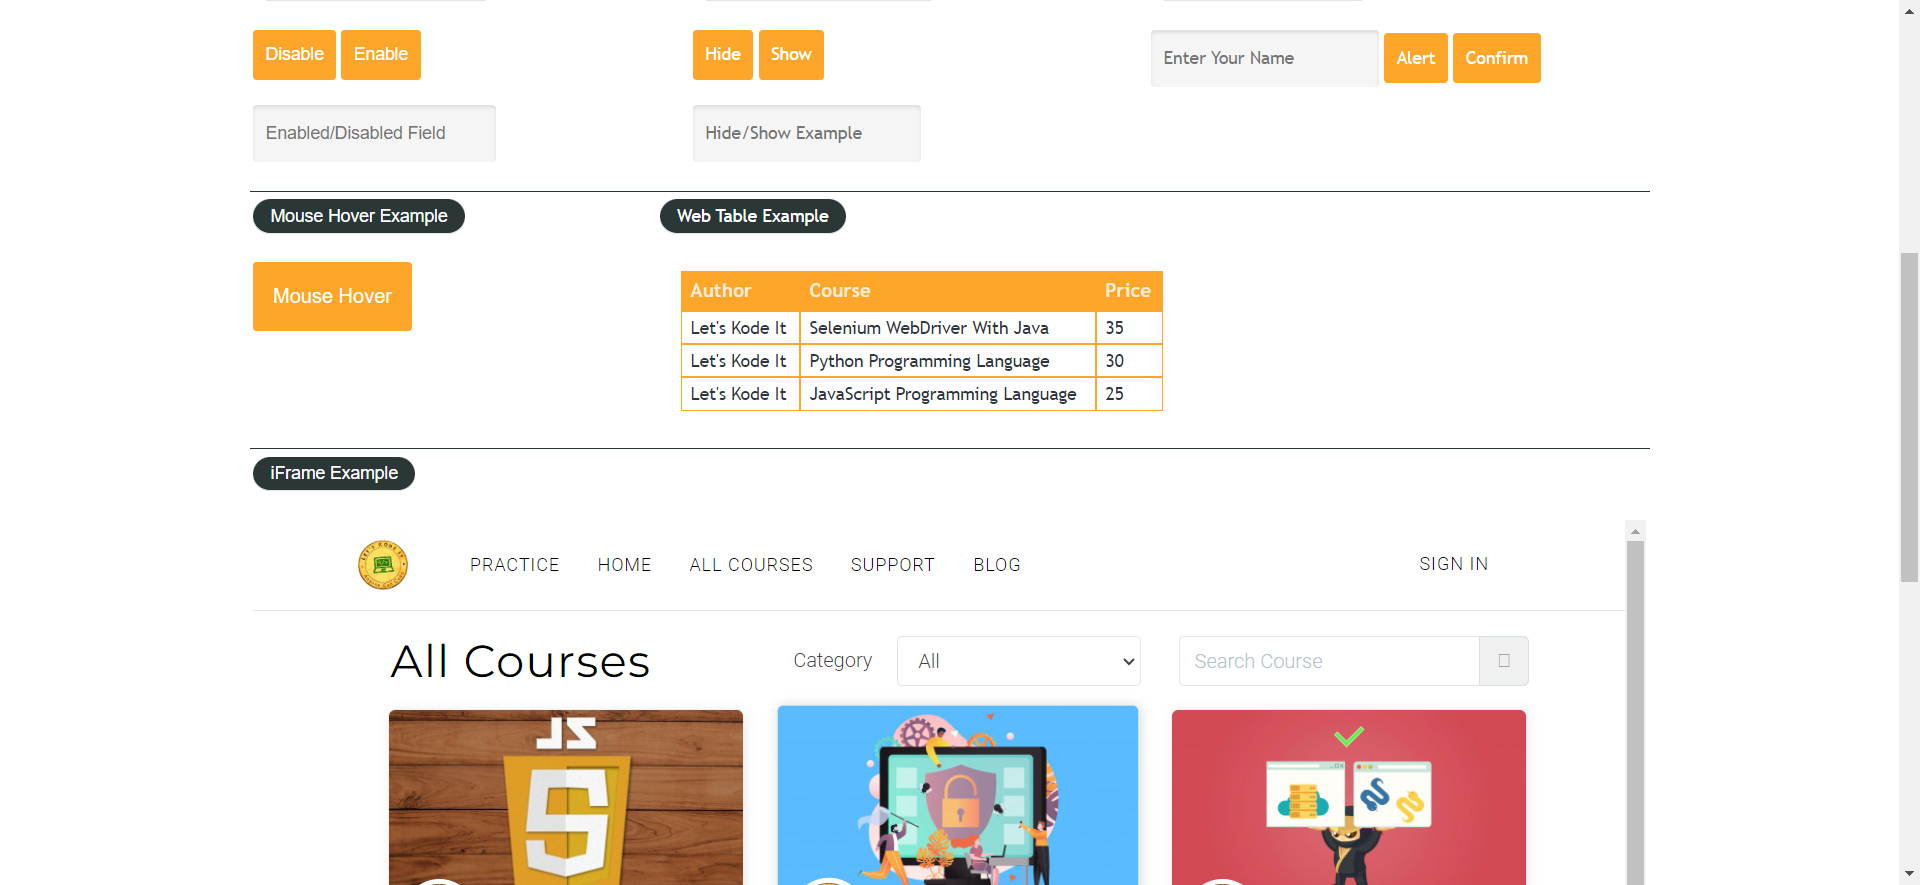 Disable Enable
Hide Show
Enter Your Name Alert Confirm
Enabled/Disabled Field
Hide/Show Example
Mouse Hover Example
Web Table Example
Mouse Hover
Author Course Price
Let's Kode It Selenium WebDriver With Java 35
Let's Kode It Python Programming Language 30
Let's Kode It JavaScript Programming Language 25
iFrame Example
PRACTICE HOME ALL COURSES SUPPORT BLOG SIGN IN
All Courses
Category All Search Course
JS
5